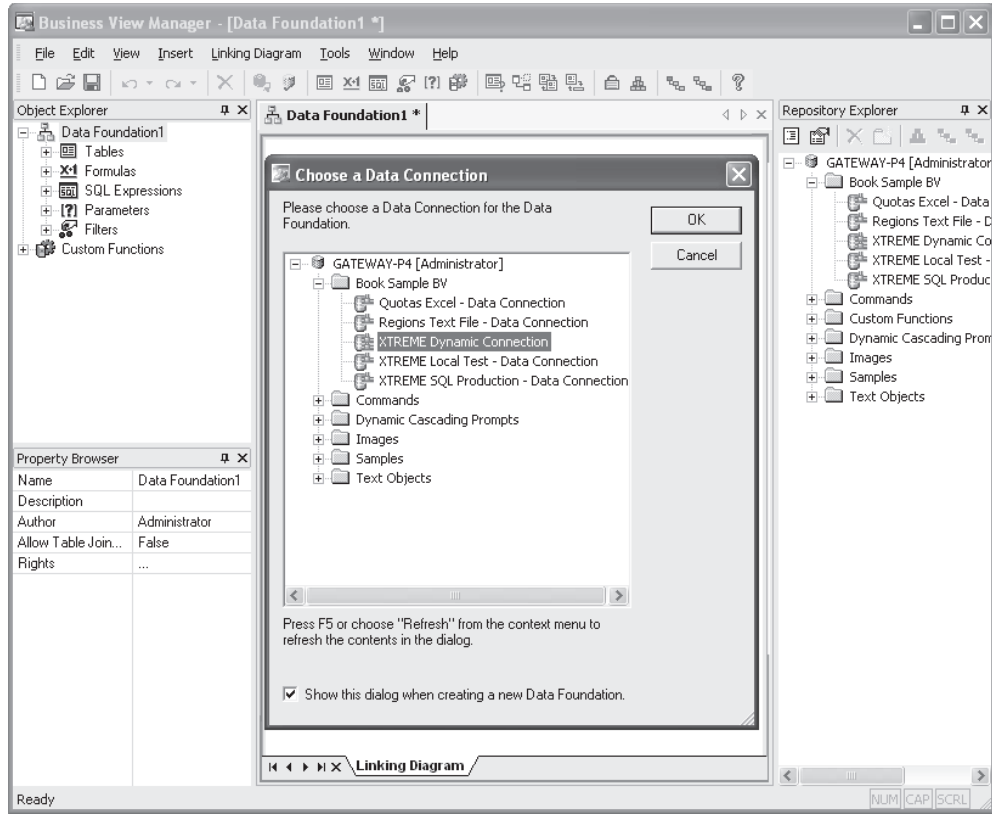 Business View Manager - [Data Foundation1 *]
File Edit View Insert Linking Diagram Tools Window Help
Object Explorer
Data Foundation1
Tables
Formulas
SQL Expressions
Parameters
Filters
Custom Functions
Property Browser
Name Data Foundation1
Description
Author Administrator
Allow Table Join... False
Rights ...
Data Foundation1 *
Choose a Data Connection
Please choose a Data Connection for the Data
Foundation.
OK
Cancel
GATEWAY-P4 [Administrator]
Book Sample BV
Quotas Excel - Data Connection
Regions Text File - Data Connection
XTREME Dynamic Connection
XTREME Local Test - Data Connection
XTREME SQL Production - Data Connection
Commands
Dynamic Cascading Prompts
Images
Samples
Text Objects
Press F5 or choose "Refresh" from the context menu to
refresh the contents in the dialog.
Show this dialog when creating a new Data Foundation.
Linking Diagram
Repository Explorer
GATEWAY-P4 [Administrator
Book Sample BV
Quotas Excel - Data
Regions Text File - D
XTREME Dynamic Co
XTREME Local Test -
XTREME SQL Produc
Commands
Custom Functions
Dynamic Cascading Prom
Images
Samples
Text Objects
Ready
NUM CAP SCRL